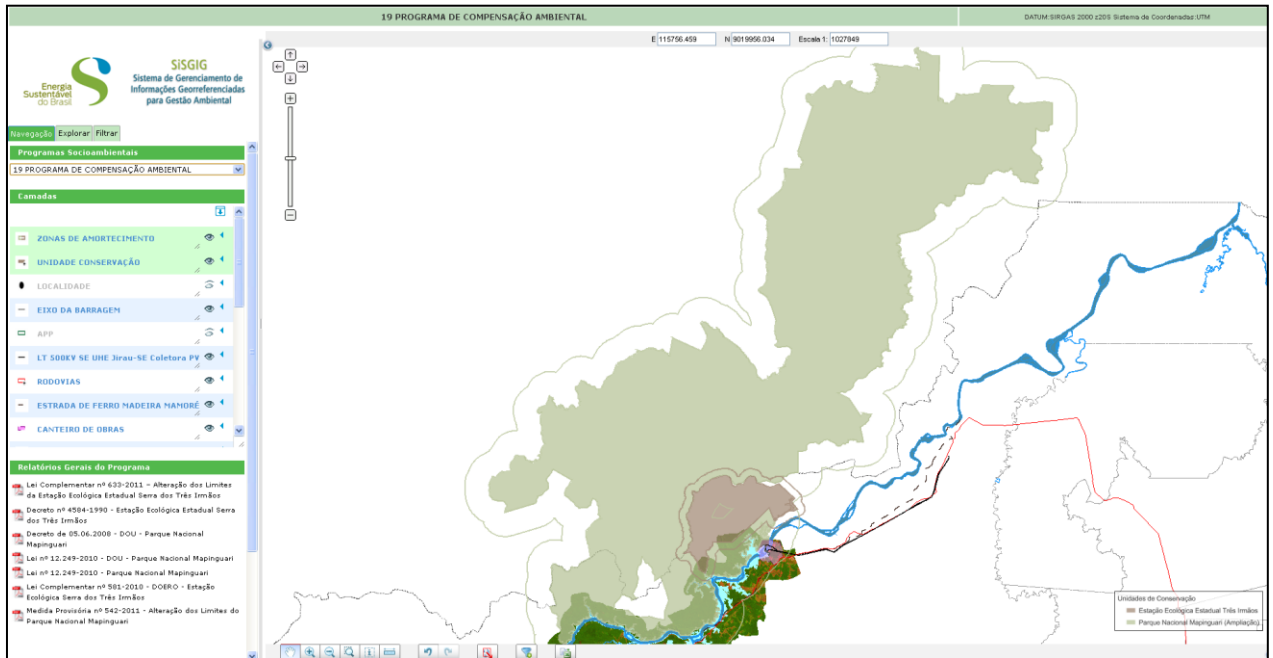 19 PROGRAMA DE COMPENSAÇÃO AMBIENTAL
DATUM:SIRGAS 2000 z20S Sistema de Coordenadas:UTM
E 115756.459 N 9019956.034 Escala 1: 1027849
Energia
Sustentável
do Brasil
SiSGIG
Sistema de Gerenciamento de
Informações Georreferenciadas
para Gestão Ambiental
Navegação Explorar Filtrar
Programas Socioambientais
19 PROGRAMA DE COMPENSAÇÃO AMBIENTAL
Camadas
ZONAS DE AMORTECIMENTO
UNIDADE CONSERVAÇÃO
LOCALIDADE
EIXO DA BARRAGEM
APP
LT 500KV SE UHE Jirau-SE Coletora PV
RODOVIAS
ESTRADA DE FERRO MADEIRA MAMORÉ
CANTEIRO DE OBRAS
Relatórios Gerais do Programa
Lei Complementar nº 633-2011 - Alteração dos Limites
da Estação Ecológica Estadual Serra dos Três Irmãos
Decreto nº 4584-1990 - Estação Ecológica Estadual Serra
dos Três Irmãos
Decreto de 05.06.2008 - DOU - Parque Nacional
Mapinguari
Lei nº 12.249-2010 - DOU - Parque Nacional Mapinguari
Lei nº 12.249-2010 - Parque Nacional Mapinguari
Lei Complementar nº 581-2010 - DOERO - Estação
Ecológica Serra dos Três Irmãos
Medida Provisória nº 542-2011 - Alteração dos Limites do
Parque Nacional Mapinguari
Unidades de Conservação
Estação Ecológica Estadual Três Irmãos
Parque Nacional Mapinguari (Ampliação)